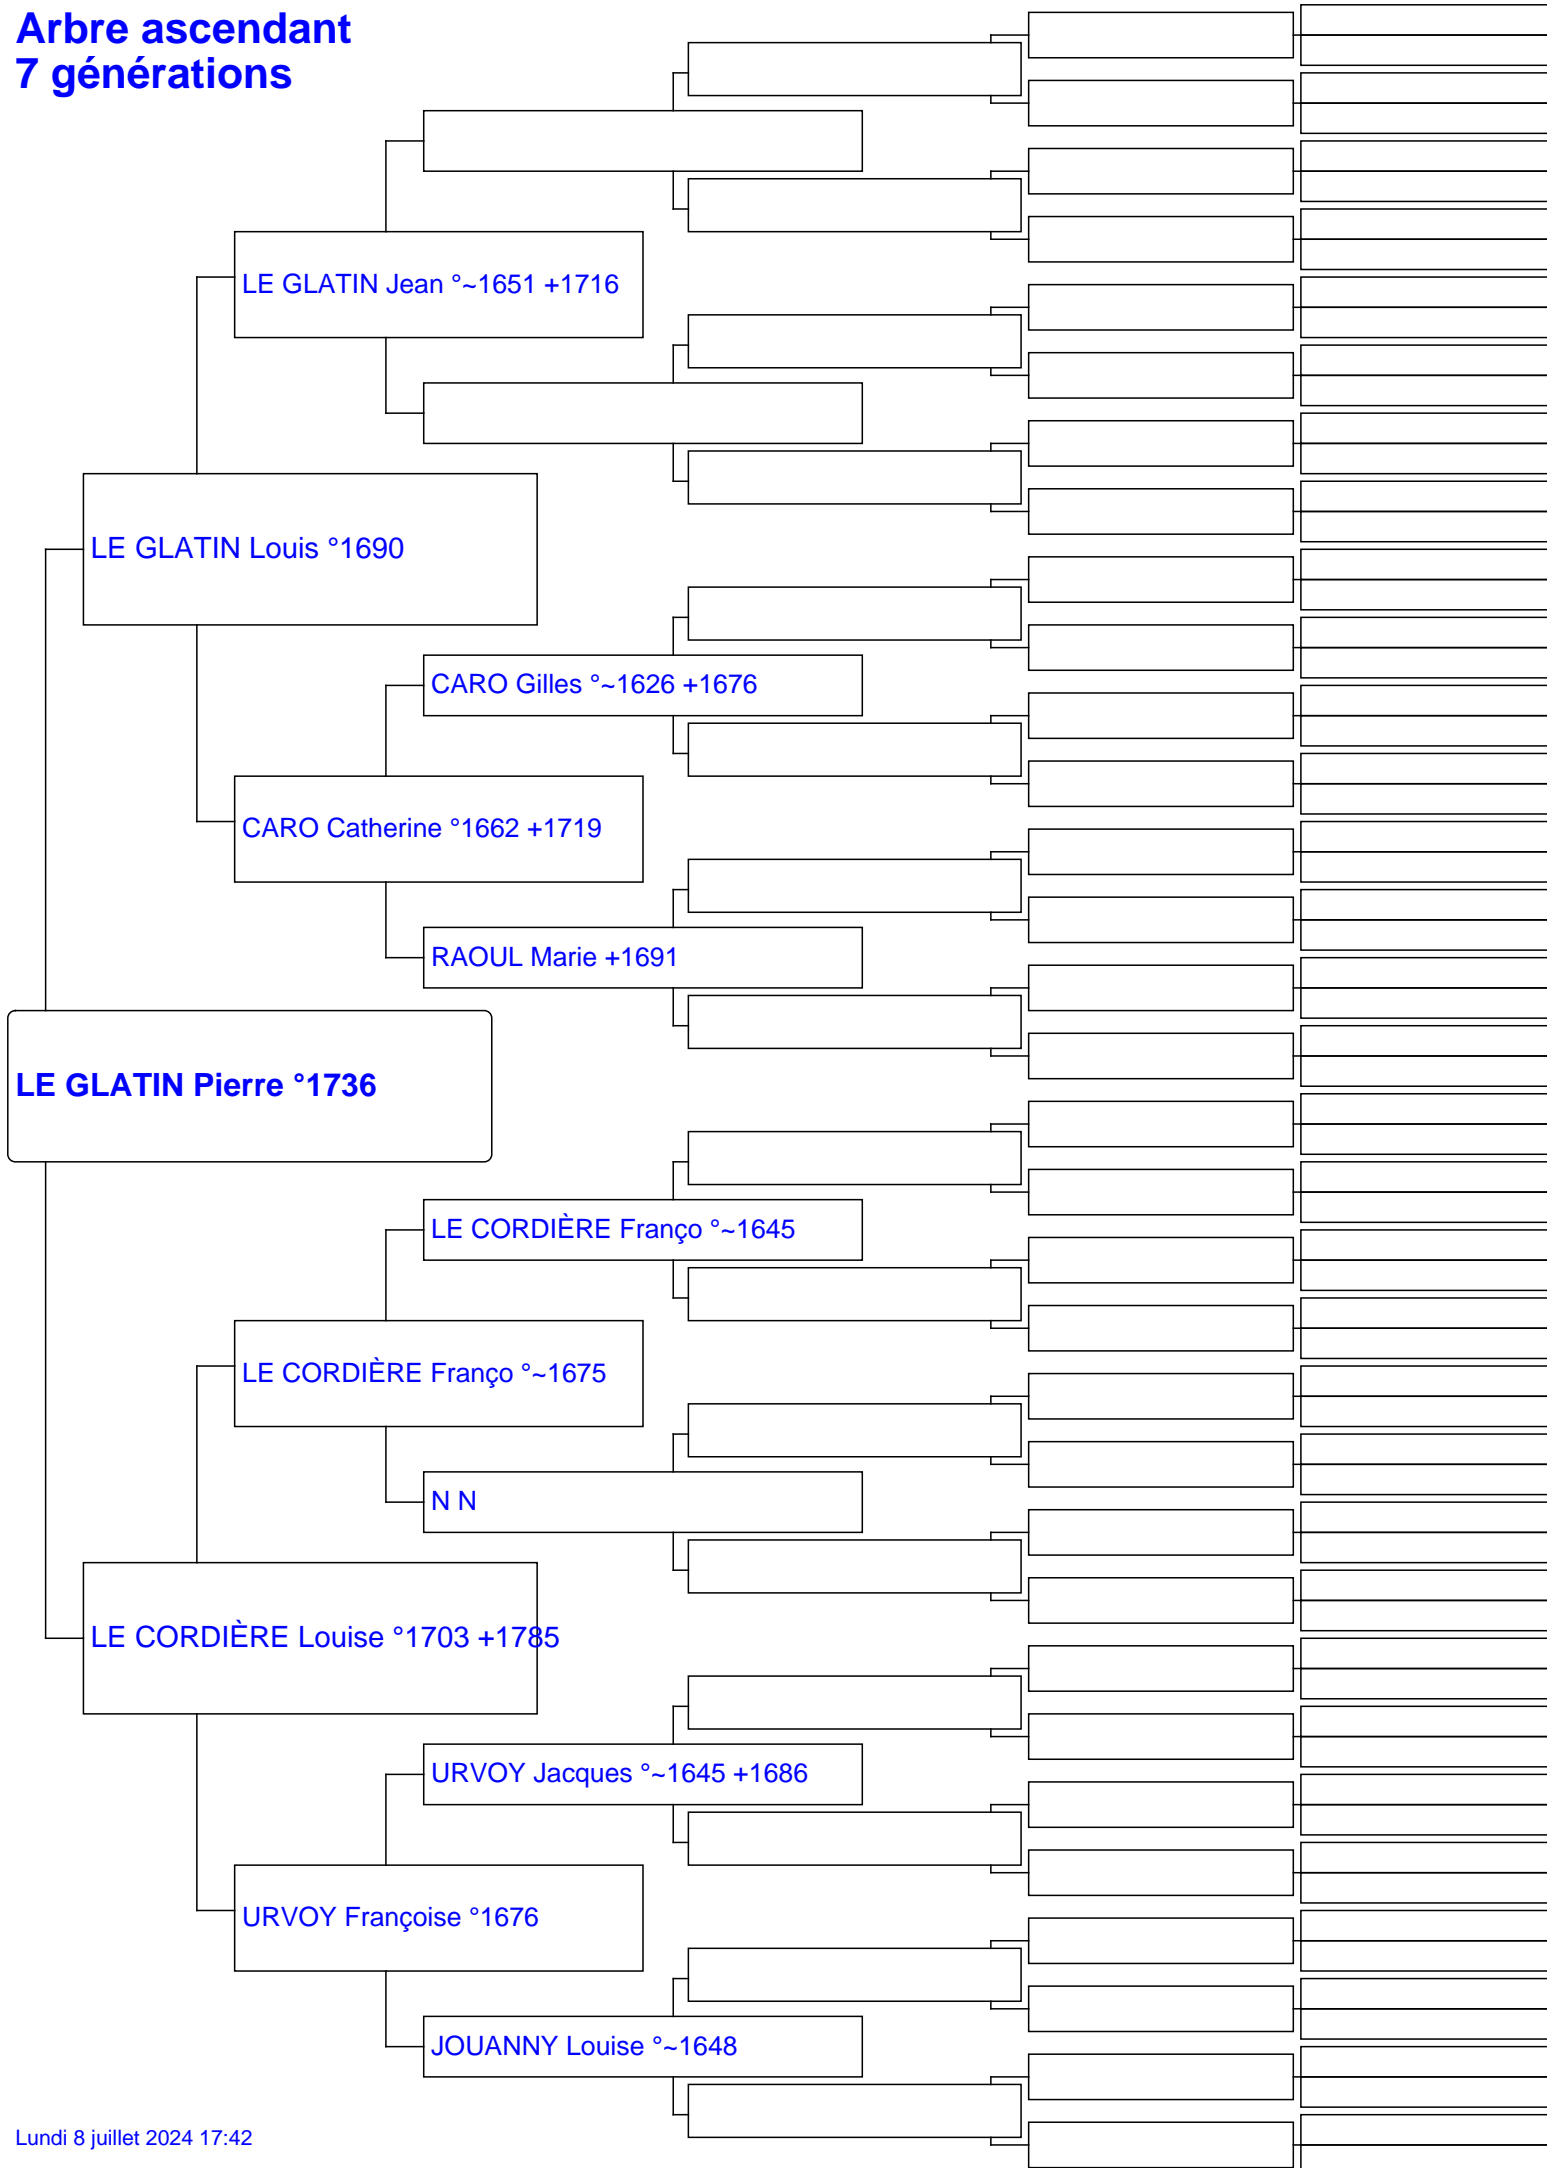 Arbre ascendant
7 générations
LE GLATIN Jean °~1651 +1716
LE GLATIN Louis °1690
CARO Gilles °~1626 +1676
CARO Catherine °1662 +1719
RAOUL Marie +1691
LE GLATIN Pierre °1736
LE CORDIÈRE Franço °~1645
LE CORDIÈRE Franço °~1675
N N
LE CORDIÈRE Louise °1703 +1785
URVOY Jacques °~1645 +1686
URVOY Françoise °1676
JOUANNY Louise °~1648
Lundi 8 juillet 2024 17:42